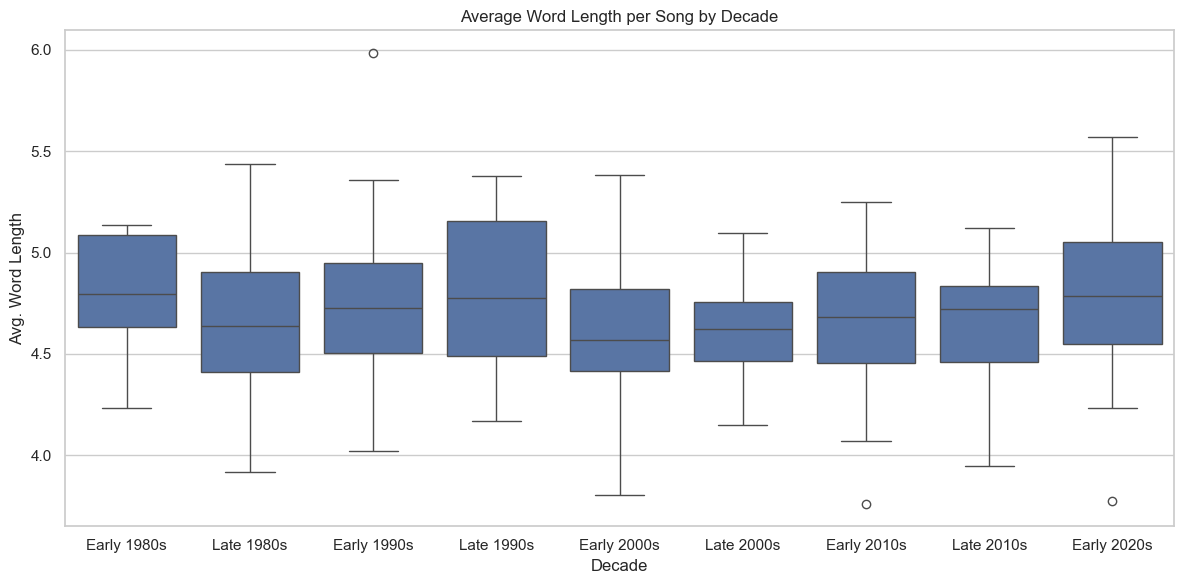 Average Word Length per Song by Decade
6.0
5.5
5.0
4.5
4.0
Avg. Word Length
Early 1980s Late 1980s Early 1990s Late 1990s Early 2000s Late 2000s Early 2010s Late 2010s Early 2020s
Decade